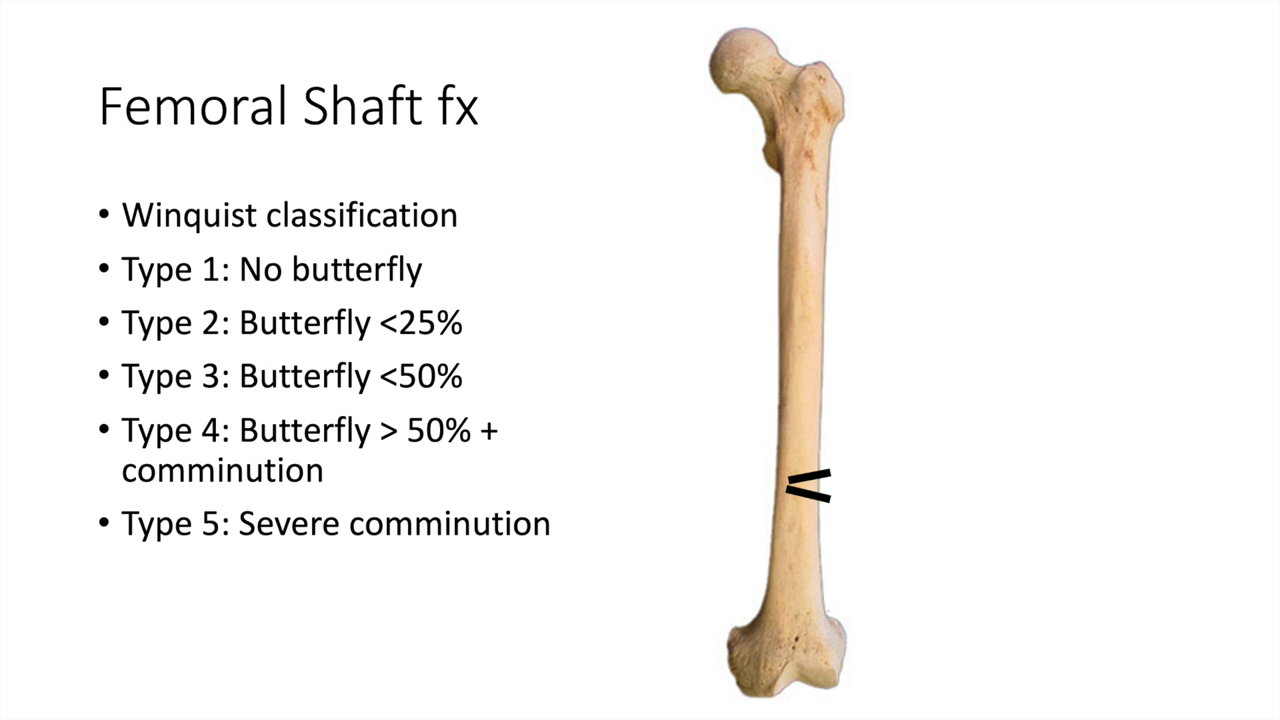 Femoral Shaft fx
• Winquist classification
• Type 1: No butterfly
• Type 2: Butterfly <25%
• Type 3: Butterfly <50%
• Type 4: Butterfly > 50% +
comminution
• Type 5: Severe comminution